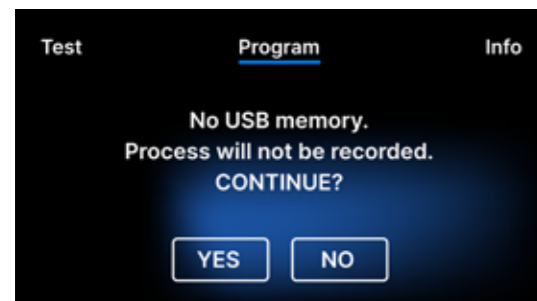 Test Program Info
No USB memory.
Process will not be recorded.
CONTINUE?
YES NO